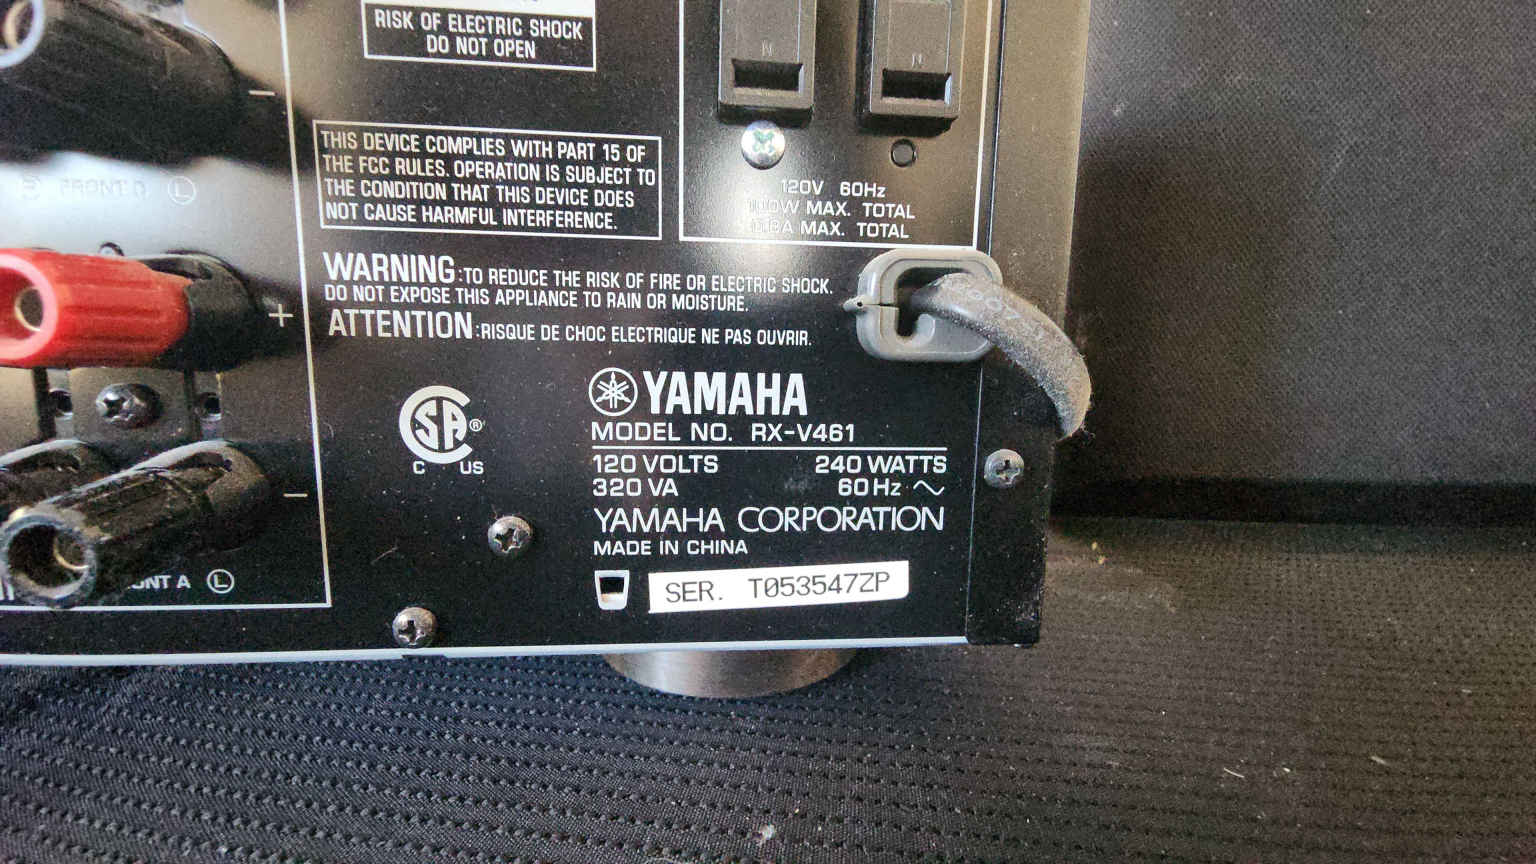 RISK OF ELECTRIC SHOCK
DO NOT OPEN
THIS DEVICE COMPLIES WITH PART 15 OF
THE FCC RULES. OPERATION IS SUBJECT TO
THE CONDITION THAT THIS DEVICE DOES
NOT CAUSE HARMFUL INTERFERENCE.
N
N
120V 60Hz
100W MAX. TOTAL
MAX. TOTAL
−
FRONT B Ⓛ
+
−
FRONT A Ⓛ
WARNING:TO REDUCE THE RISK OF FIRE OR ELECTRIC SHOCK.
DO NOT EXPOSE THIS APPLIANCE TO RAIN OR MOISTURE.
ATTENTION:RISQUE DE CHOC ELECTRIQUE NE PAS OUVRIR.
CSA®
C US
YAMAHA
MODEL NO. RX-V461
120 VOLTS 240 WATTS
320 VA 60Hz ~
YAMAHA CORPORATION
MADE IN CHINA
SER. T053547ZP